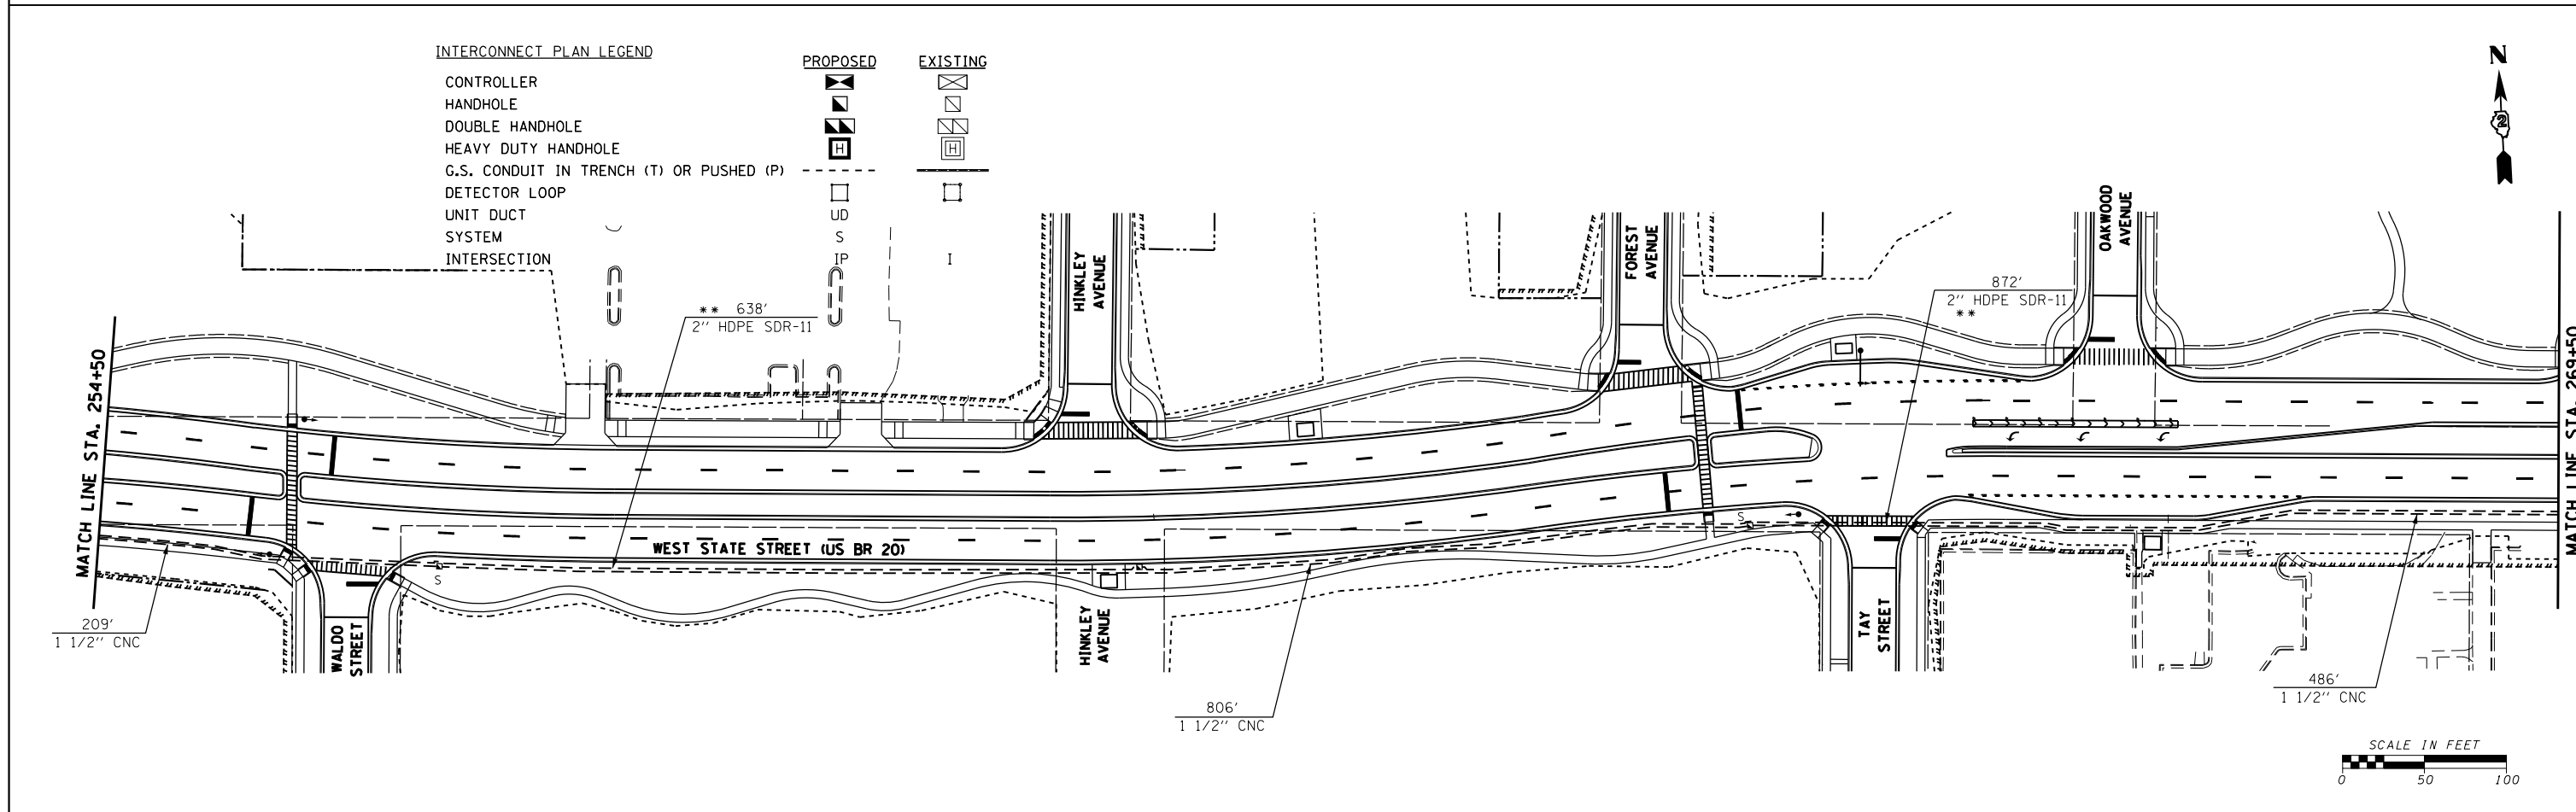 INTERCONNECT PLAN LEGEND
PROPOSED EXISTING
CONTROLLER
HANDHOLE
DOUBLE HANDHOLE
HEAVY DUTY HANDHOLE H H
G.S. CONDUIT IN TRENCH (T) OR PUSHED (P)
DETECTOR LOOP
UNIT DUCT UD
SYSTEM S
INTERSECTION IP I
N
2
MATCH LINE STA. 254+50
** 638'
2" HDPE SDR-11
HINKLEY
AVENUE
FOREST
AVENUE
872'
2" HDPE SDR-11
**
OAKWOOD
AVENUE
MATCH LINE STA. 269+50
WEST STATE STREET (US BR 20)
S
S
209'
1 1/2" CNC
WALDO
STREET
HINKLEY
AVENUE
806'
1 1/2" CNC
TAY
STREET
486'
1 1/2" CNC
SCALE IN FEET
0 50 100